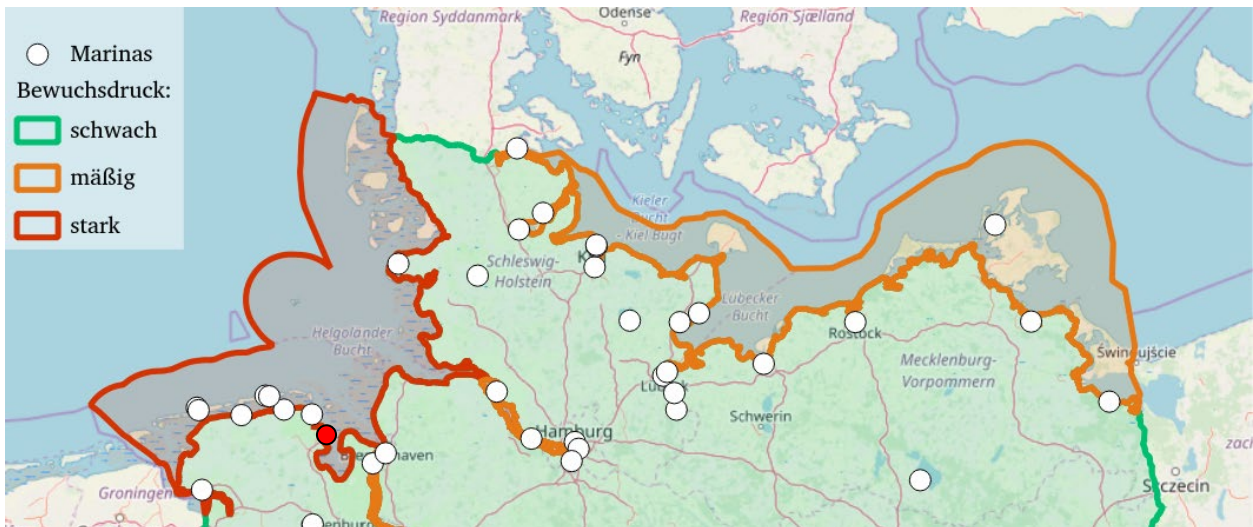 Marinas
Bewuchsdruck:
schwach
mäßig
stark
Region Syddanmark
Odense
Region Sjælland
Fyn
Kieler
Bucht
- Kiel Bugt
Schleswig-
Holstein
Lübecker
Bucht
Helgoländer
Bucht
Rostock
Świnoujście
Mecklenburg-
Vorpommern
Schwerin
Hamburg
Groningen
Szczecin